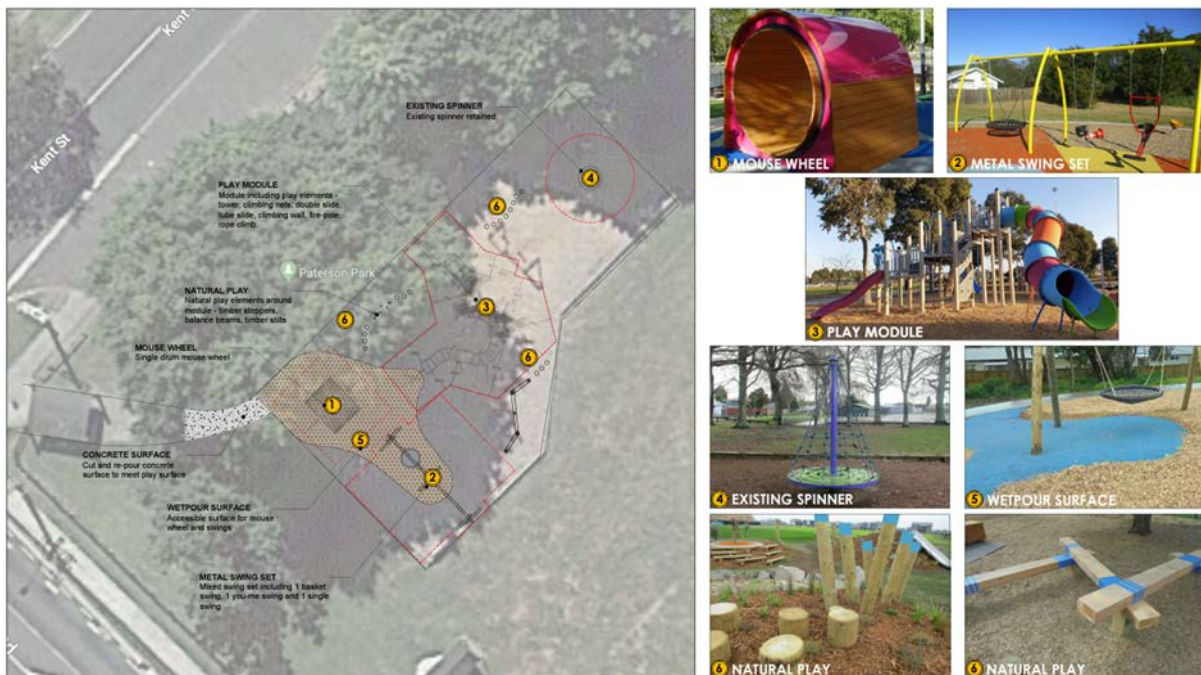 Kent St
Kent St
EXISTING SPINNER
Existing spinner retained
4
PLAY MODULE
Module including play elements -
tower, climbing nets, double slide,
tube slide, climbing wall, fire-pole,
rope climb.
6
Paterson Park
NATURAL PLAY
Natural play elements around
module - timber steppers,
balance beams, timber stilts
3
6
MOUSE WHEEL
Single drum mouse wheel
6
1
5
CONCRETE SURFACE
Cut and re-pour concrete
surface to meet play surface
2
WETPOUR SURFACE
Accessible surface for mouse
wheel and swings
METAL SWING SET
Mixed swing set including 1 basket
swing, 1 you-me swing and 1 single
swing
1 MOUSE WHEEL
2 METAL SWING SET
3 PLAY MODULE
4 EXISTING SPINNER
5 WETPOUR SURFACE
6 NATURAL PLAY
6 NATURAL PLAY